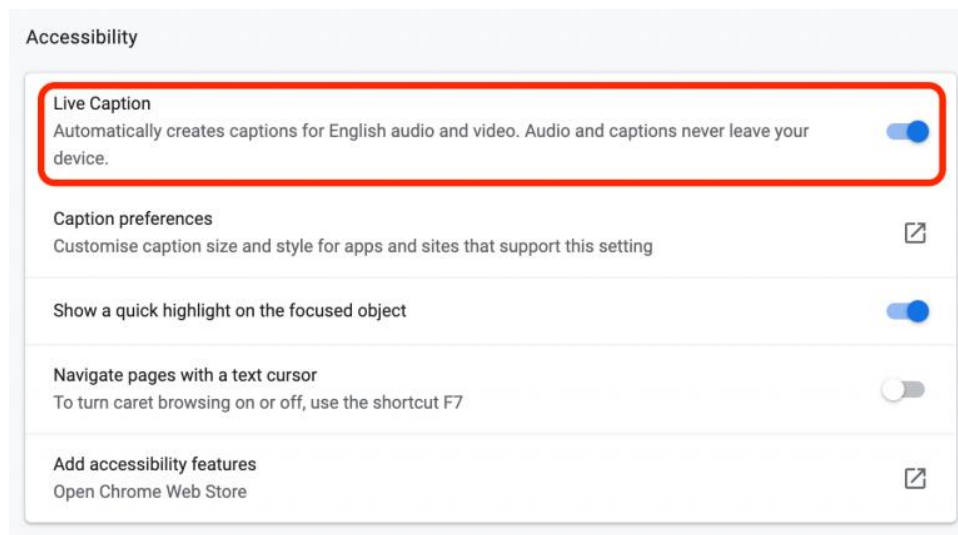 Accessibility
Live Caption
Automatically creates captions for English audio and video. Audio and captions never leave your
device.
Caption preferences
Customise caption size and style for apps and sites that support this setting
Show a quick highlight on the focused object
Navigate pages with a text cursor
To turn caret browsing on or off, use the shortcut F7
Add accessibility features
Open Chrome Web Store